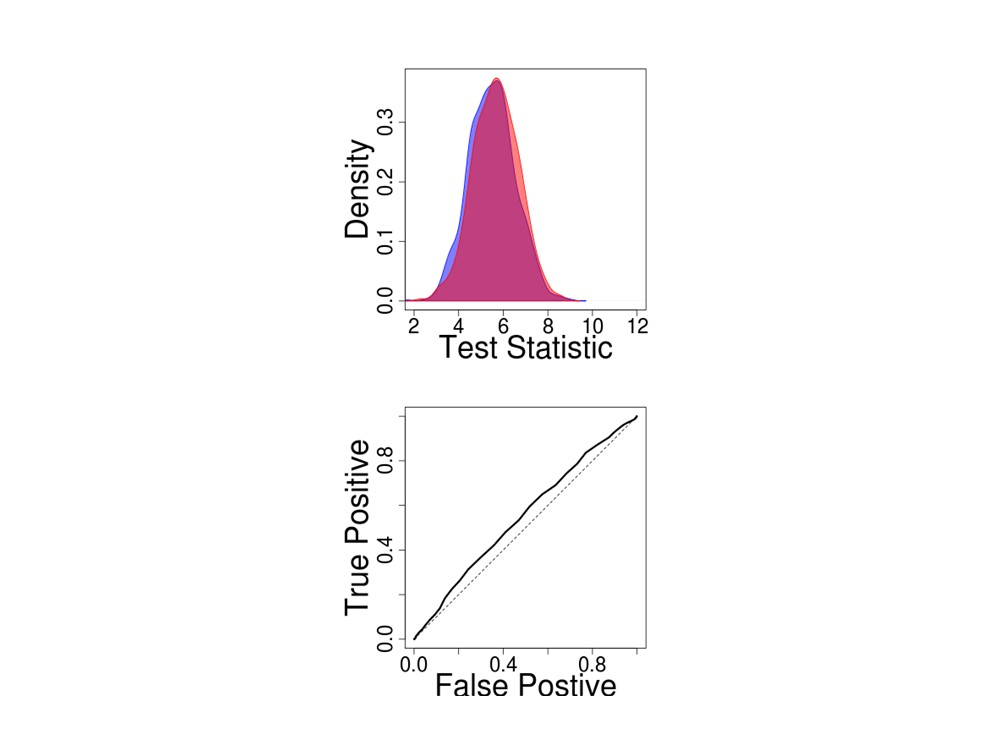 Density
0.0 0.1 0.2 0.3
2 4 6 8 10 12
Test Statistic
True Positive
0.0 0.4 0.8
0.0 0.4 0.8
False Postive